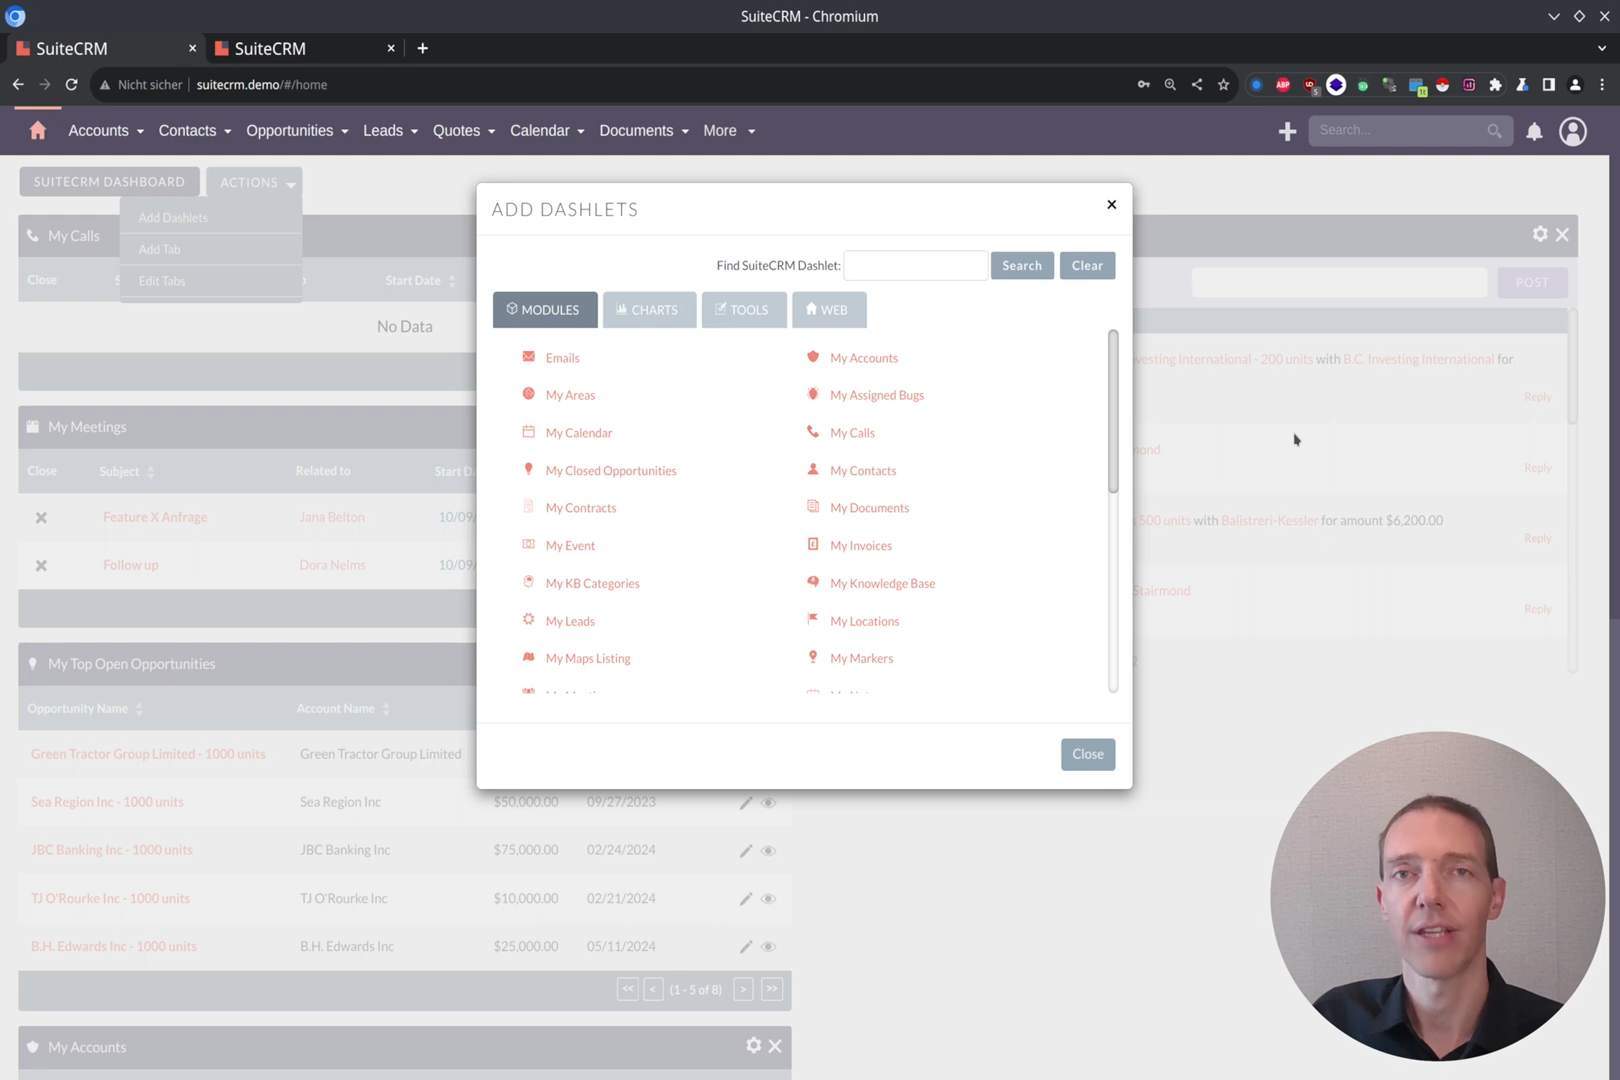 SuiteCRM - Chromium
SuiteCRM
SuiteCRM
Nicht sicher
suitecrm.demo/#/home
Accounts
Contacts
Opportunities
Leads
Quotes
Calendar
Documents
More
Search...
SUITECRM DASHBOARD
ACTIONS
Add Dashlets
Add Tab
Edit Tabs
My Calls
Close
Start Date
No Data
My Meetings
Close
Subject
Related to
Feature X Anfrage
Jana Belton
10/09/
Follow up
Dora Nelms
10/09/
My Top Open Opportunities
Opportunity Name
Account Name
Green Tractor Group Limited - 1000 units
Green Tractor Group Limited
Sea Region Inc - 1000 units
Sea Region Inc
$50,000.00
09/27/2023
JBC Banking Inc - 1000 units
JBC Banking Inc
$75,000.00
02/24/2024
TJ O'Rourke Inc - 1000 units
TJ O'Rourke Inc
$10,000.00
02/21/2024
B.H. Edwards Inc - 1000 units
B.H. Edwards Inc
$25,000.00
05/11/2024
<< < (1 - 5 of 8) > >>
My Accounts
ADD DASHLETS
Find SuiteCRM Dashlet:
Search
Clear
MODULES
CHARTS
TOOLS
WEB
Emails
My Accounts
My Areas
My Assigned Bugs
My Calendar
My Calls
My Closed Opportunities
My Contacts
My Contracts
My Documents
My Event
My Invoices
My KB Categories
My Knowledge Base
My Leads
My Locations
My Maps Listing
My Markers
Close
POST
International - 200 units with B.C. Investing International for
Reply
Reply
500 units with Balistreri-Kessler for amount $6,200.00
Reply
Stairmond
Reply